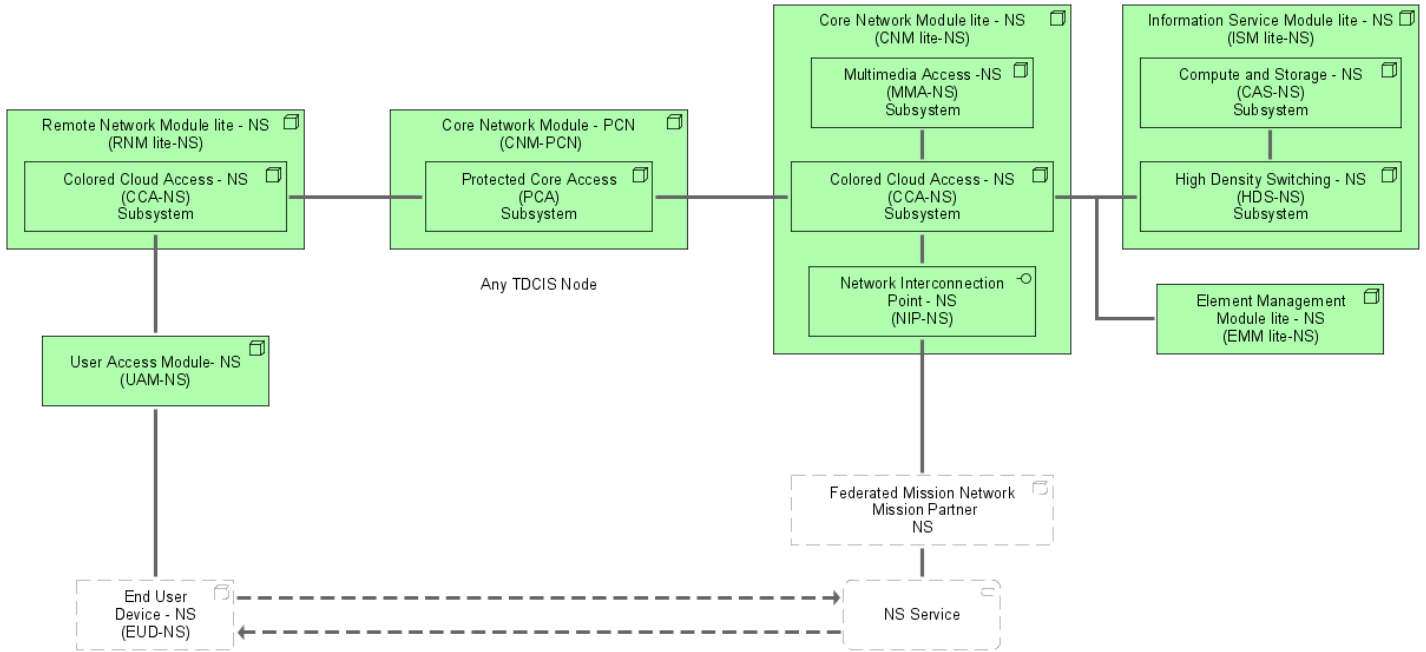 Core Network Module lite - NS
(CNM lite-NS)
Information Service Module lite - NS
(ISM lite-NS)
Multimedia Access -NS
(MMA-NS)
Subsystem
Compute and Storage - NS
(CAS-NS)
Subsystem
Remote Network Module lite - NS
(RNM lite-NS)
Core Network Module - PCN
(CNM-PCN)
Colored Cloud Access - NS
(CCA-NS)
Subsystem
Protected Core Access
(PCA)
Subsystem
Colored Cloud Access - NS
(CCA-NS)
Subsystem
High Density Switching - NS
(HDS-NS)
Subsystem
Any TDCIS Node
Network Interconnection
Point - NS
(NIP-NS)
Element Management
Module lite - NS
(EMM lite-NS)
User Access Module- NS
(UAM-NS)
Federated Mission Network
Mission Partner
NS
End User
Device - NS
(EUD-NS)
NS Service